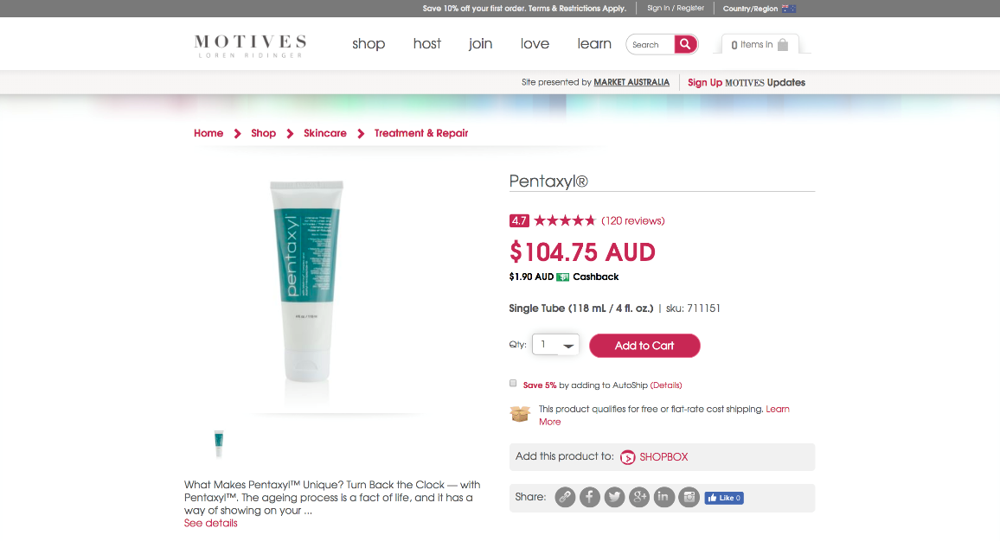 Save 10% off your first order. Terms & Restrictions Apply.
Sign In / Register
Country/Region
MOTIVES
LOREN RIDINGER
shop
host
join
love
learn
Search
0 Items in
Site presented by MARKET AUSTRALIA
Sign Up MOTIVES Updates
Home
Shop
Skincare
Treatment & Repair
pentaxyl
Pentaxyl®
4.7
(120 reviews)
$104.75 AUD
$1.90 AUD
Cashback
Single Tube (118 mL / 4 fl. oz.) | sku: 711151
Qty:
1
Add to Cart
Save 5% by adding to AutoShip (Details)
This product qualifies for free or flat-rate cost shipping. Learn
More
Add this product to:
SHOPBOX
What Makes Pentaxyl™ Unique? Turn Back the Clock — with
Pentaxyl™. The ageing process is a fact of life, and it has a
way of showing on your ...
See details
Share:
Like 0